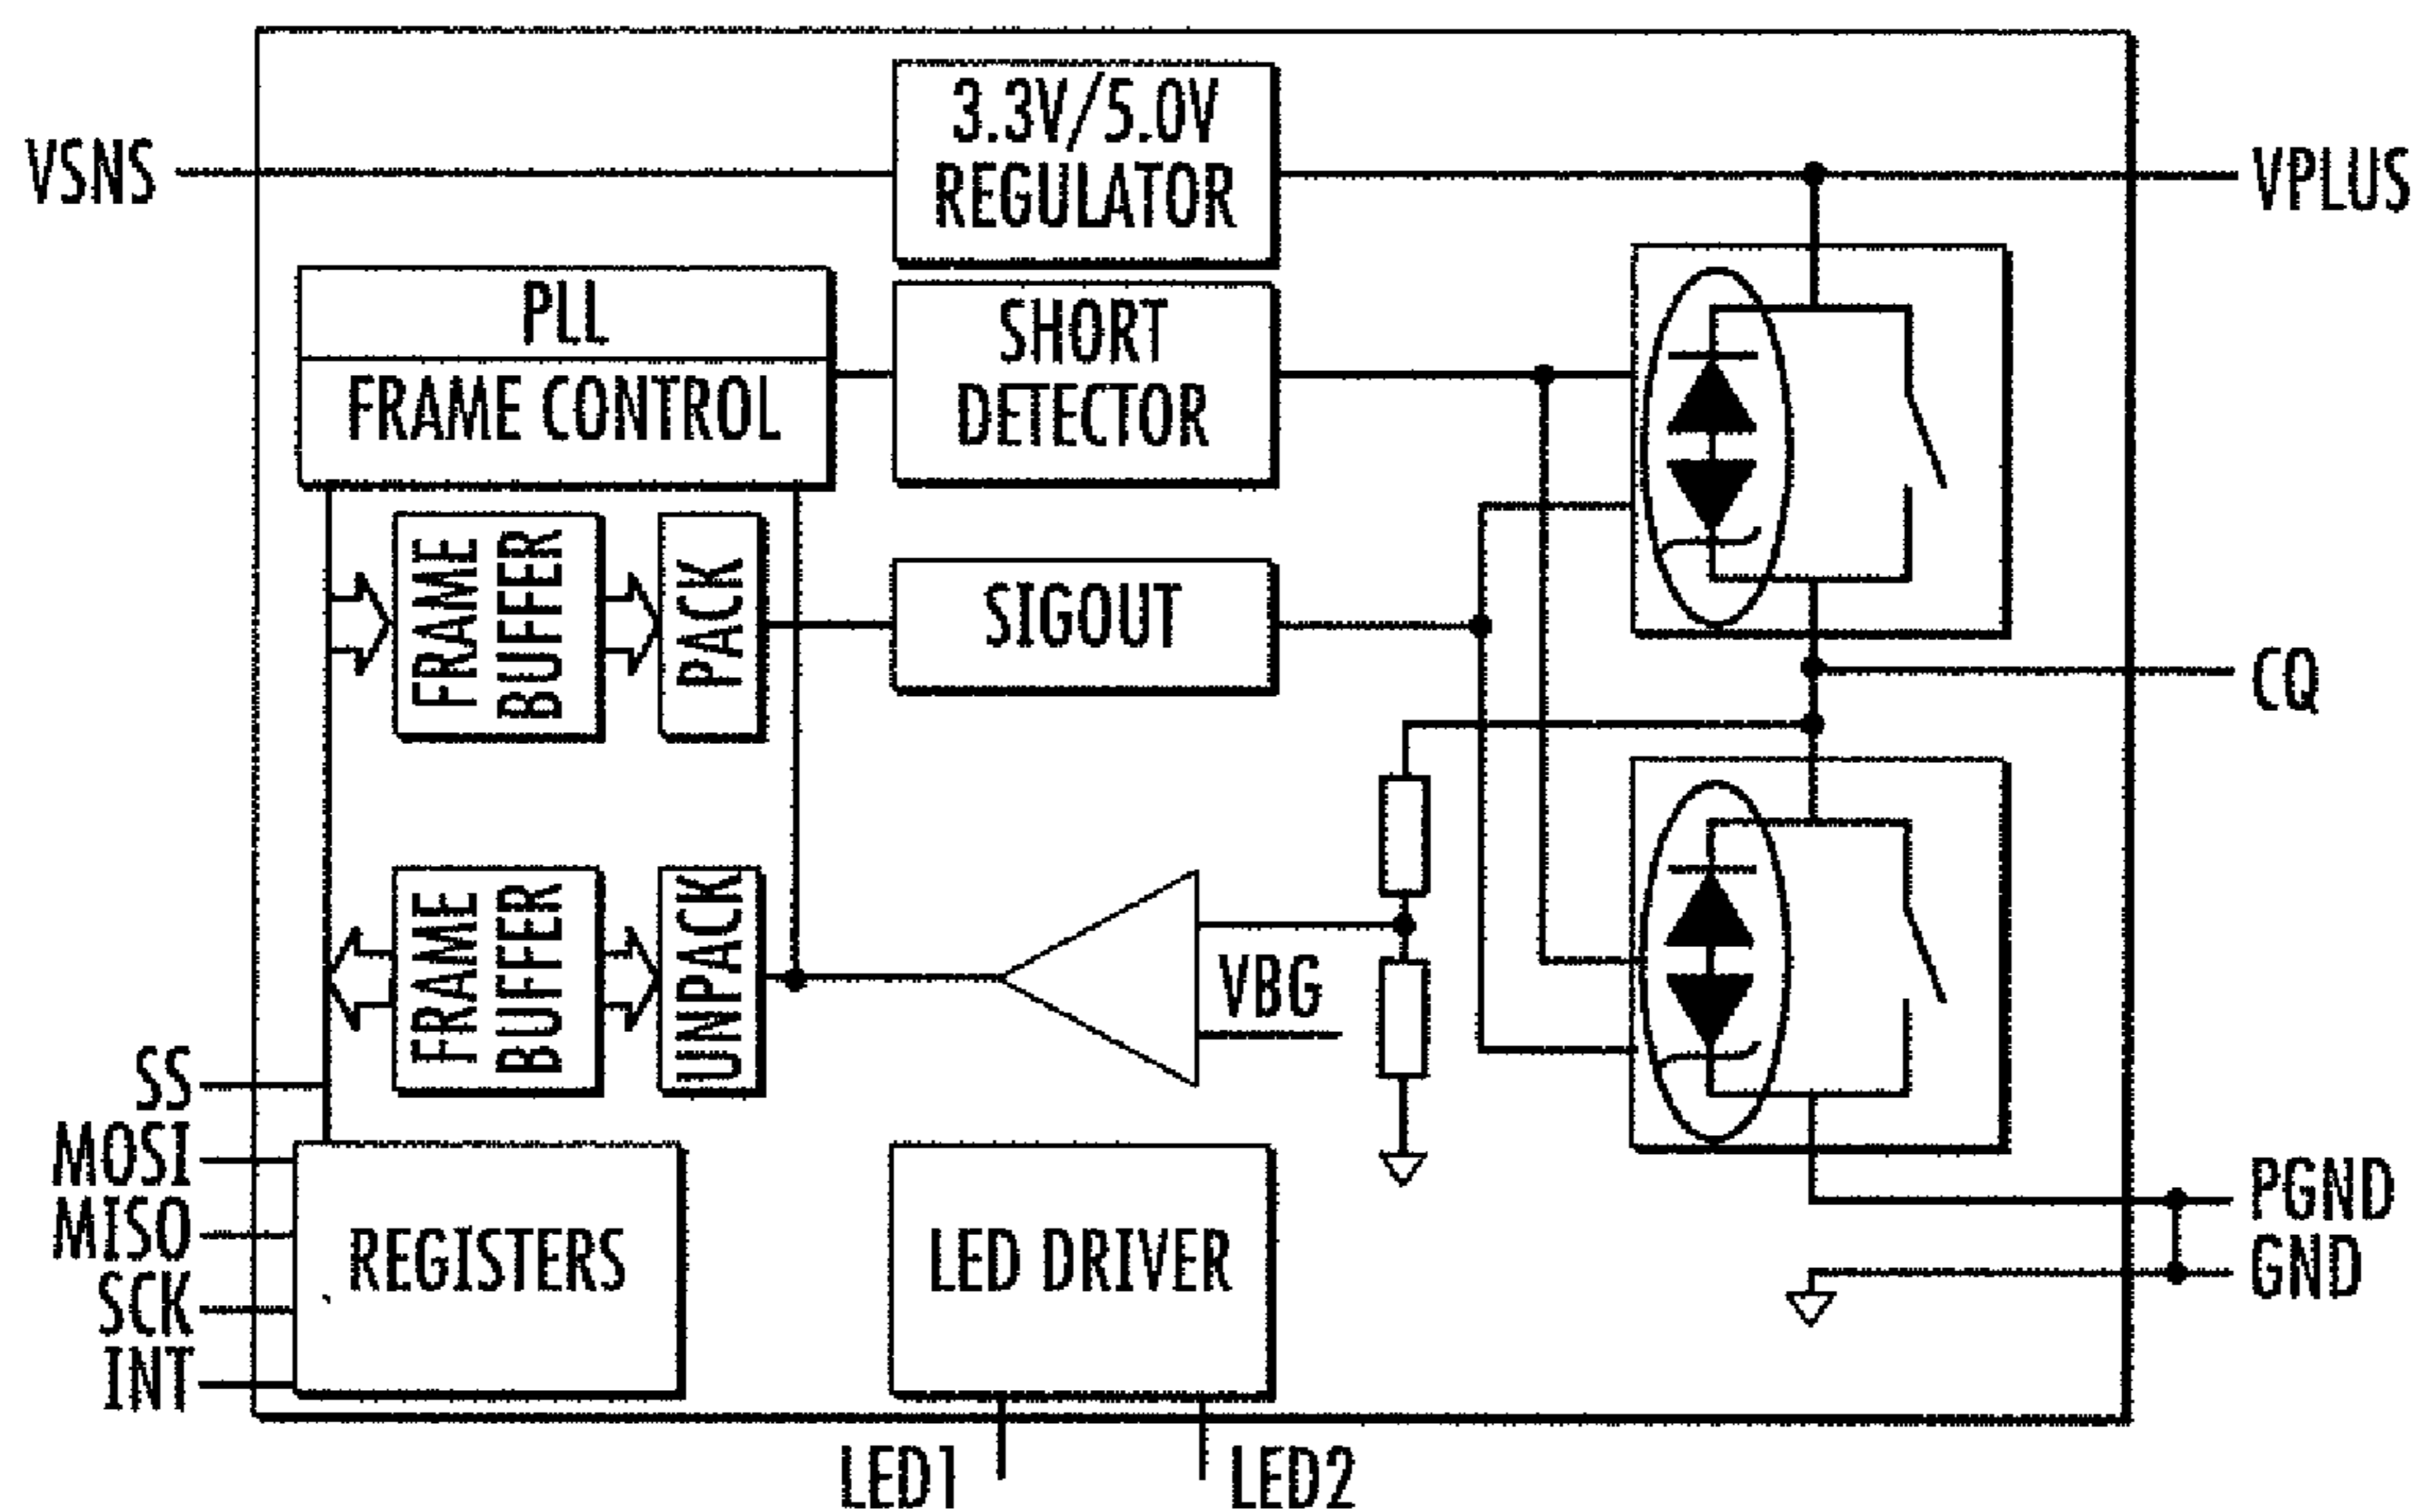 3.3V/5.0V
REGULATOR
VSNS
VPLUS
PLL
FRAME CONTROL
SHORT
DETECTOR
FRAME
BUFFER
PACK
SIGOUT
CQ
FRAME
BUFFER
UNPACK
VBG
SS
MOSI
MISO
SCK
INT
REGISTERS
LED DRIVER
PGND
GND
LED1
LED2